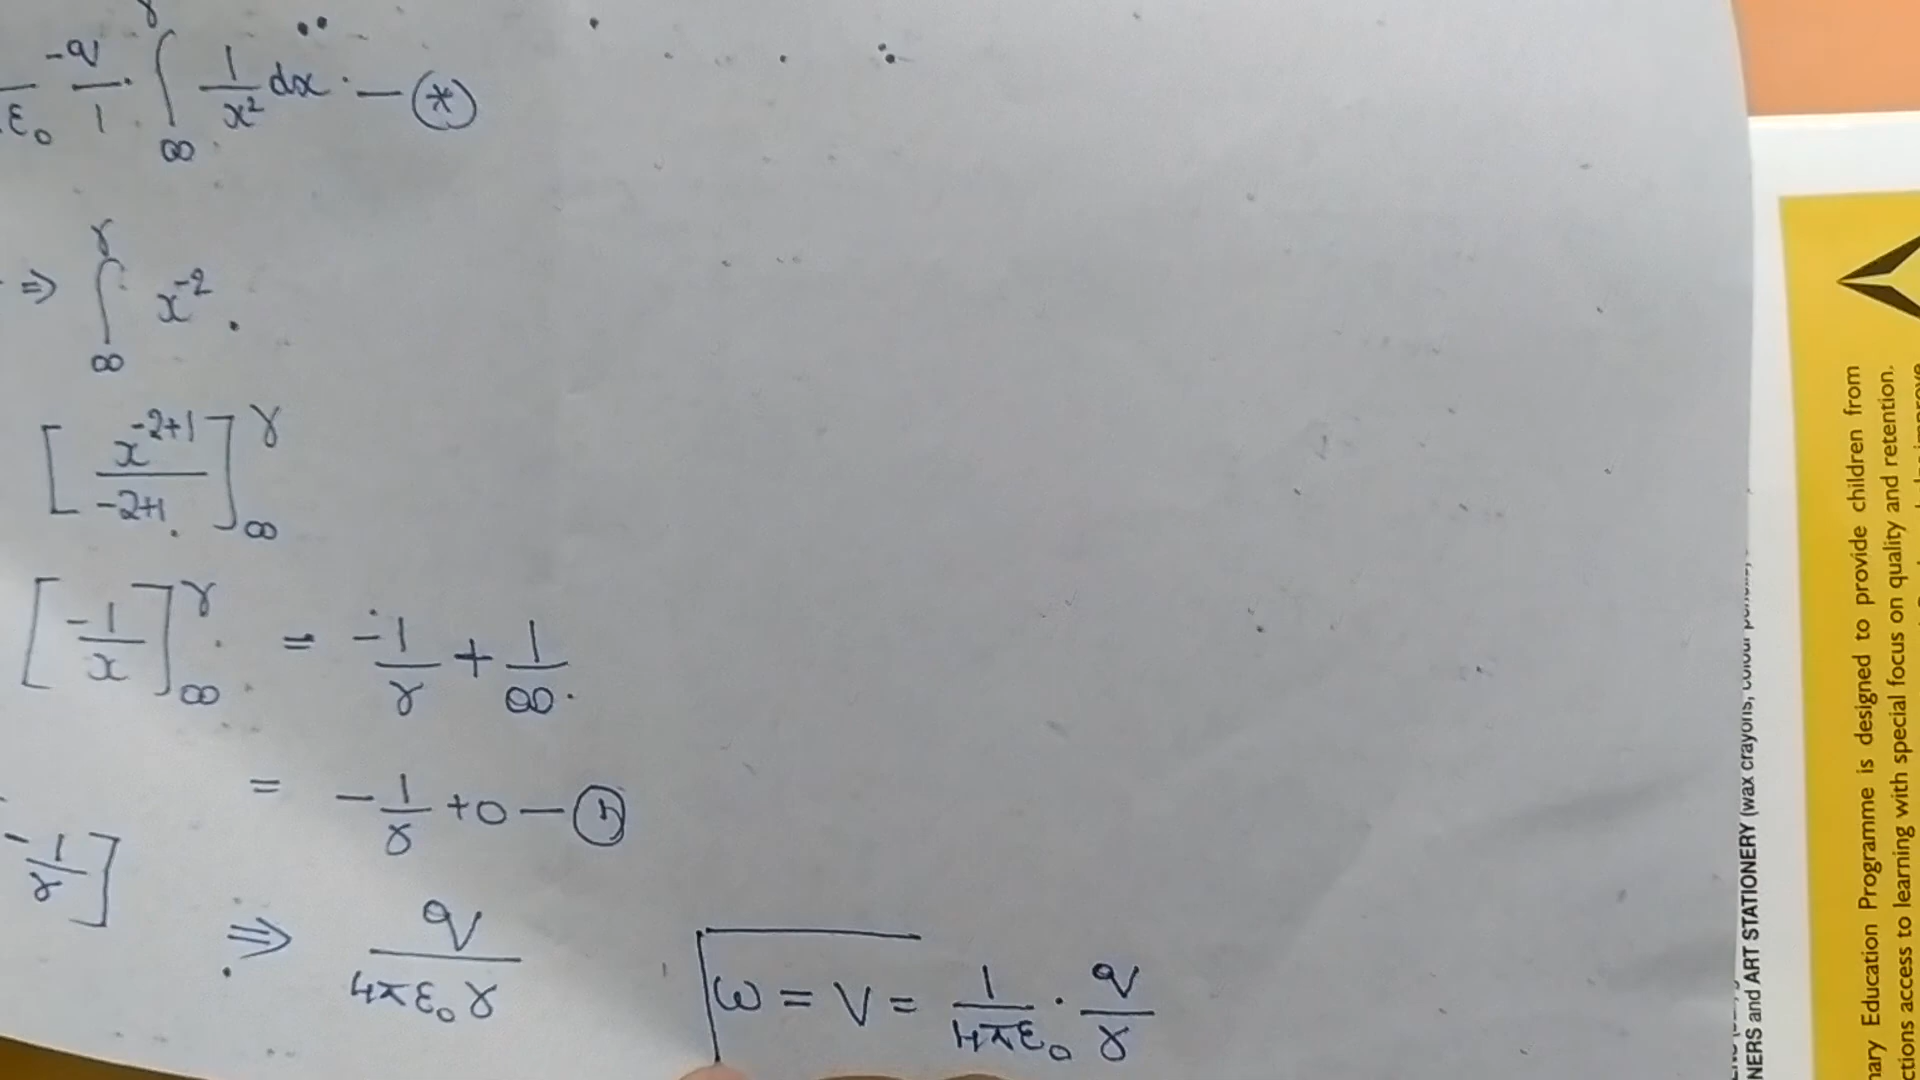 ε₀ -q/1 · ∫_∞^r 1/x² dx · — (*)
⇒ ∫_∞^r x⁻² .
[ x^(-2+1) / -2+1 ]_∞^r
[ -1/x ]_∞^r = -1/r + 1/∞
= -1/r + 0 —
-1/r ]
⇒ q / 4πε₀ r
ω = V = 1/4πε₀ · q/r
NERS and ART STATIONERY (wax crayons, colour
ary Education Programme is designed to provide children from
ctions access to learning with special focus on quality and retention.